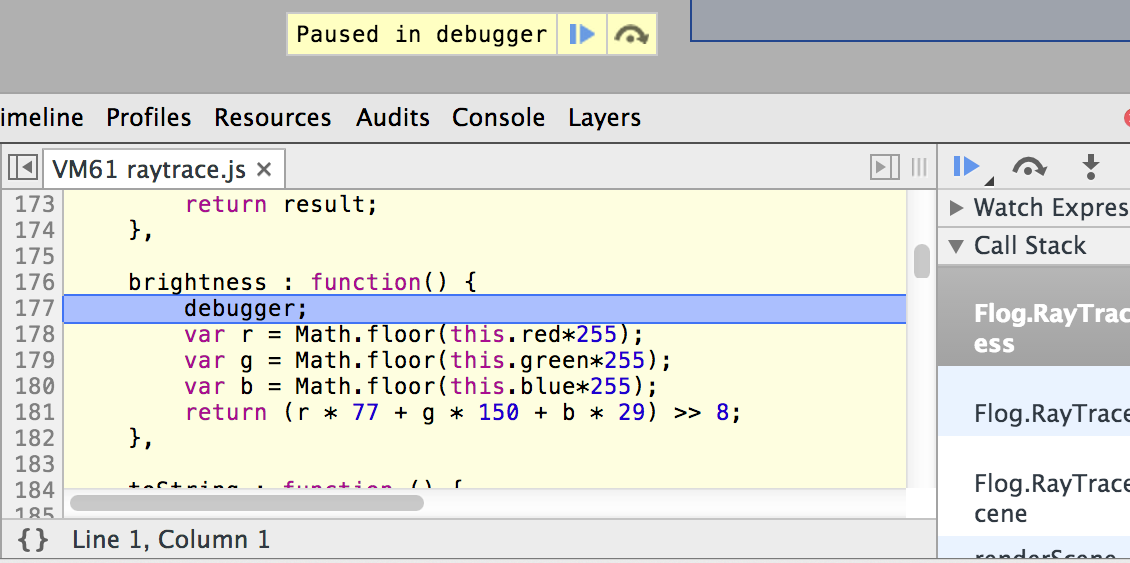 Paused in debugger
imeline Profiles Resources Audits Console Layers
VM61 raytrace.js ×
173 return result;
174 },
175
176 brightness : function() {
177 debugger;
178 var r = Math.floor(this.red*255);
179 var g = Math.floor(this.green*255);
180 var b = Math.floor(this.blue*255);
181 return (r * 77 + g * 150 + b * 29) >> 8;
182 },
183
184 toString : function () {
185
{} Line 1, Column 1
Watch Expres
Call Stack
Flog.RayTrac
ess
Flog.RayTrace
Flog.RayTrace
cene
renderScene